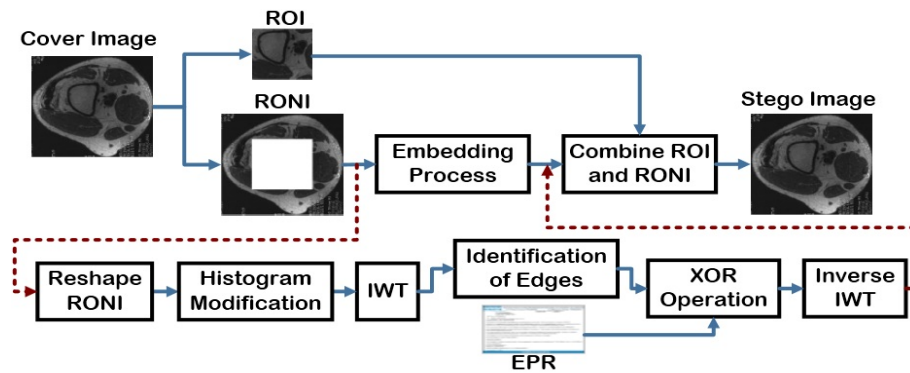 ROI
Cover Image
RONI
Stego Image
Embedding
Process
Combine ROI
and RONI
Reshape
RONI
Histogram
Modification
IWT
Identification
of Edges
XOR
Operation
Inverse
IWT
EPR